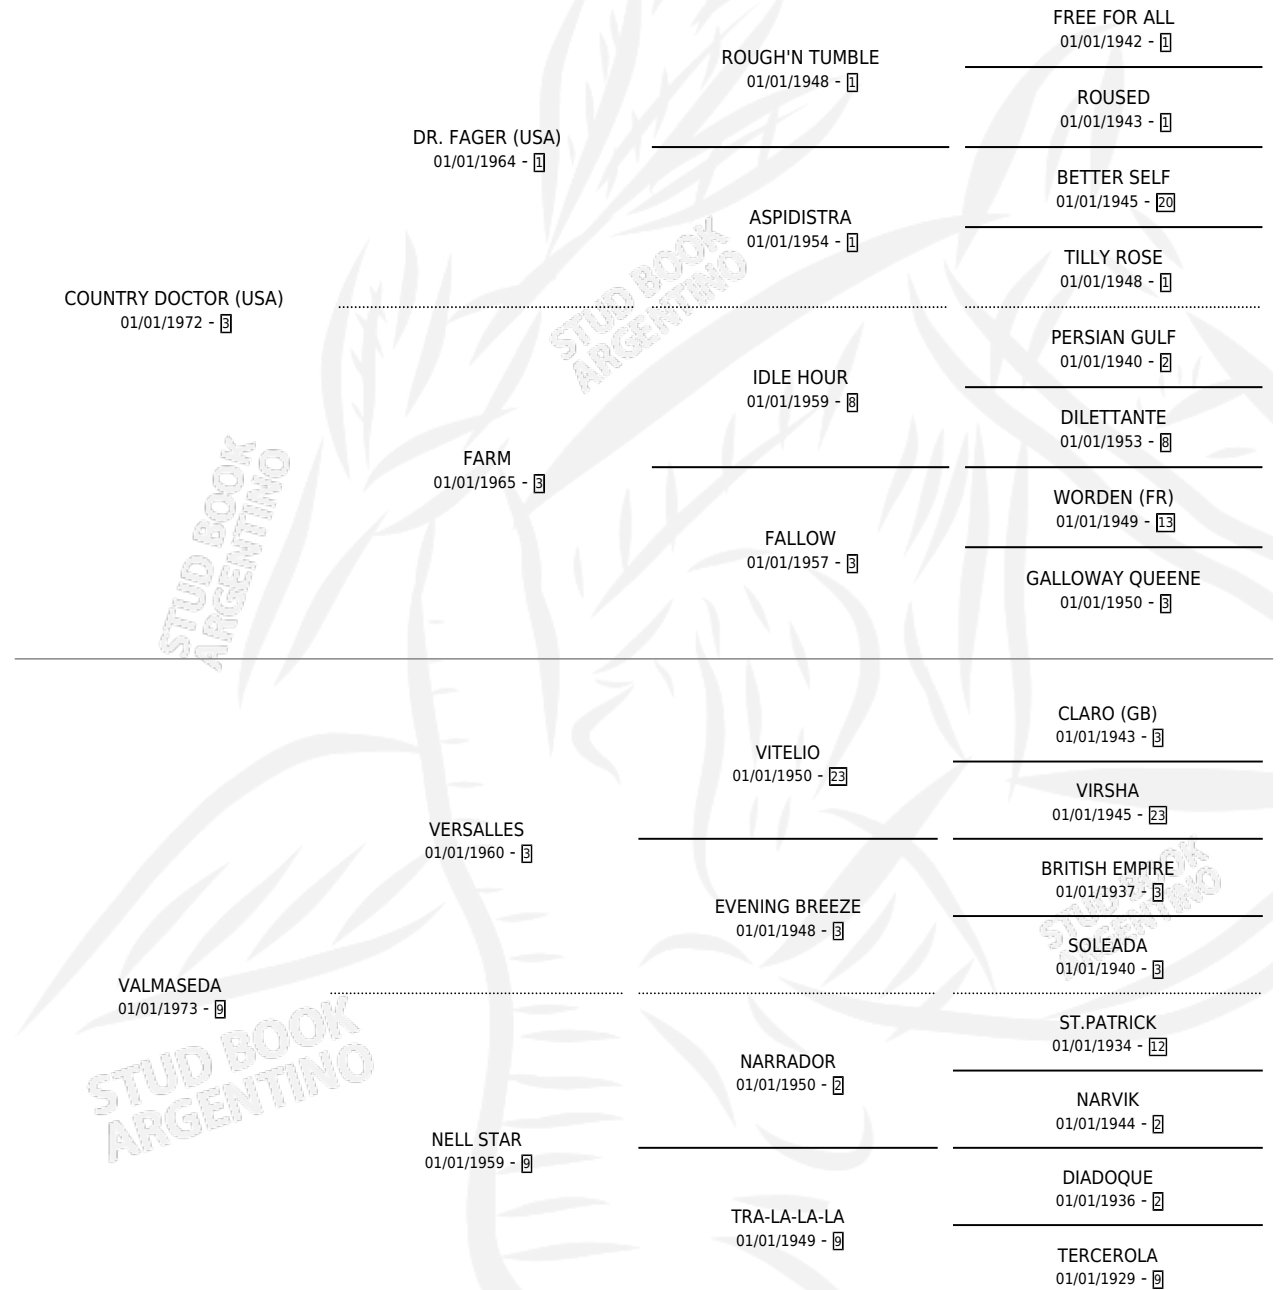 FREE FOR ALL
01/01/1942 - 1
ROUGH'N TUMBLE
01/01/1948 - 1
ROUSED
01/01/1943 - 1
DR. FAGER (USA)
01/01/1964 - 1
BETTER SELF
01/01/1945 - 20
ASPIDISTRA
01/01/1954 - 1
TILLY ROSE
01/01/1948 - 1
COUNTRY DOCTOR (USA)
01/01/1972 - 3
PERSIAN GULF
01/01/1940 - 2
IDLE HOUR
01/01/1959 - 8
DILETTANTE
01/01/1953 - 8
FARM
01/01/1965 - 3
WORDEN (FR)
01/01/1949 - 13
FALLOW
01/01/1957 - 3
GALLOWAY QUEENE
01/01/1950 - 3
CLARO (GB)
01/01/1943 - 3
VITELIO
01/01/1950 - 23
VIRSHA
01/01/1945 - 23
VERSALLES
01/01/1960 - 3
BRITISH EMPIRE
01/01/1937 - 3
EVENING BREEZE
01/01/1948 - 3
SOLEADA
01/01/1940 - 3
VALMASEDA
01/01/1973 - 9
ST.PATRICK
01/01/1934 - 12
NARRADOR
01/01/1950 - 2
NARVIK
01/01/1944 - 2
NELL STAR
01/01/1959 - 9
DIADOQUE
01/01/1936 - 2
TRA-LA-LA-LA
01/01/1949 - 9
TERCEROLA
01/01/1929 - 9
STUD BOOK
ARGENTINO
STUD BOOK
ARGENTINO
STUD BOOK
ARGENTINO
STUD BOOK
ARGENTINO